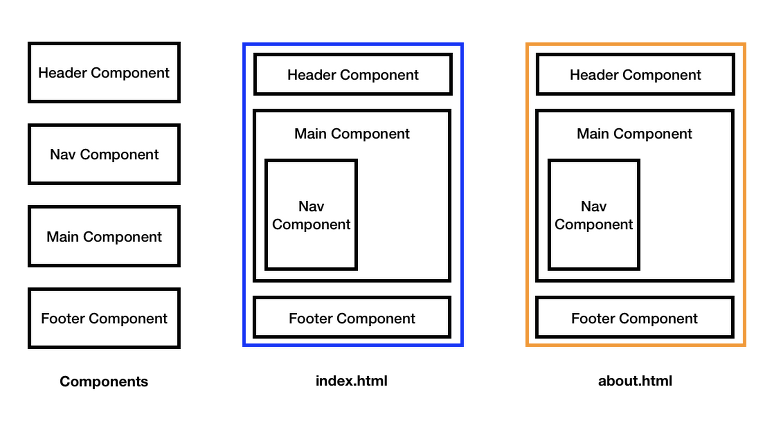 Header Component
Nav Component
Main Component
Footer Component
Components
Header Component
Main Component
Nav
Component
Footer Component
index.html
Header Component
Main Component
Nav
Component
Footer Component
about.html